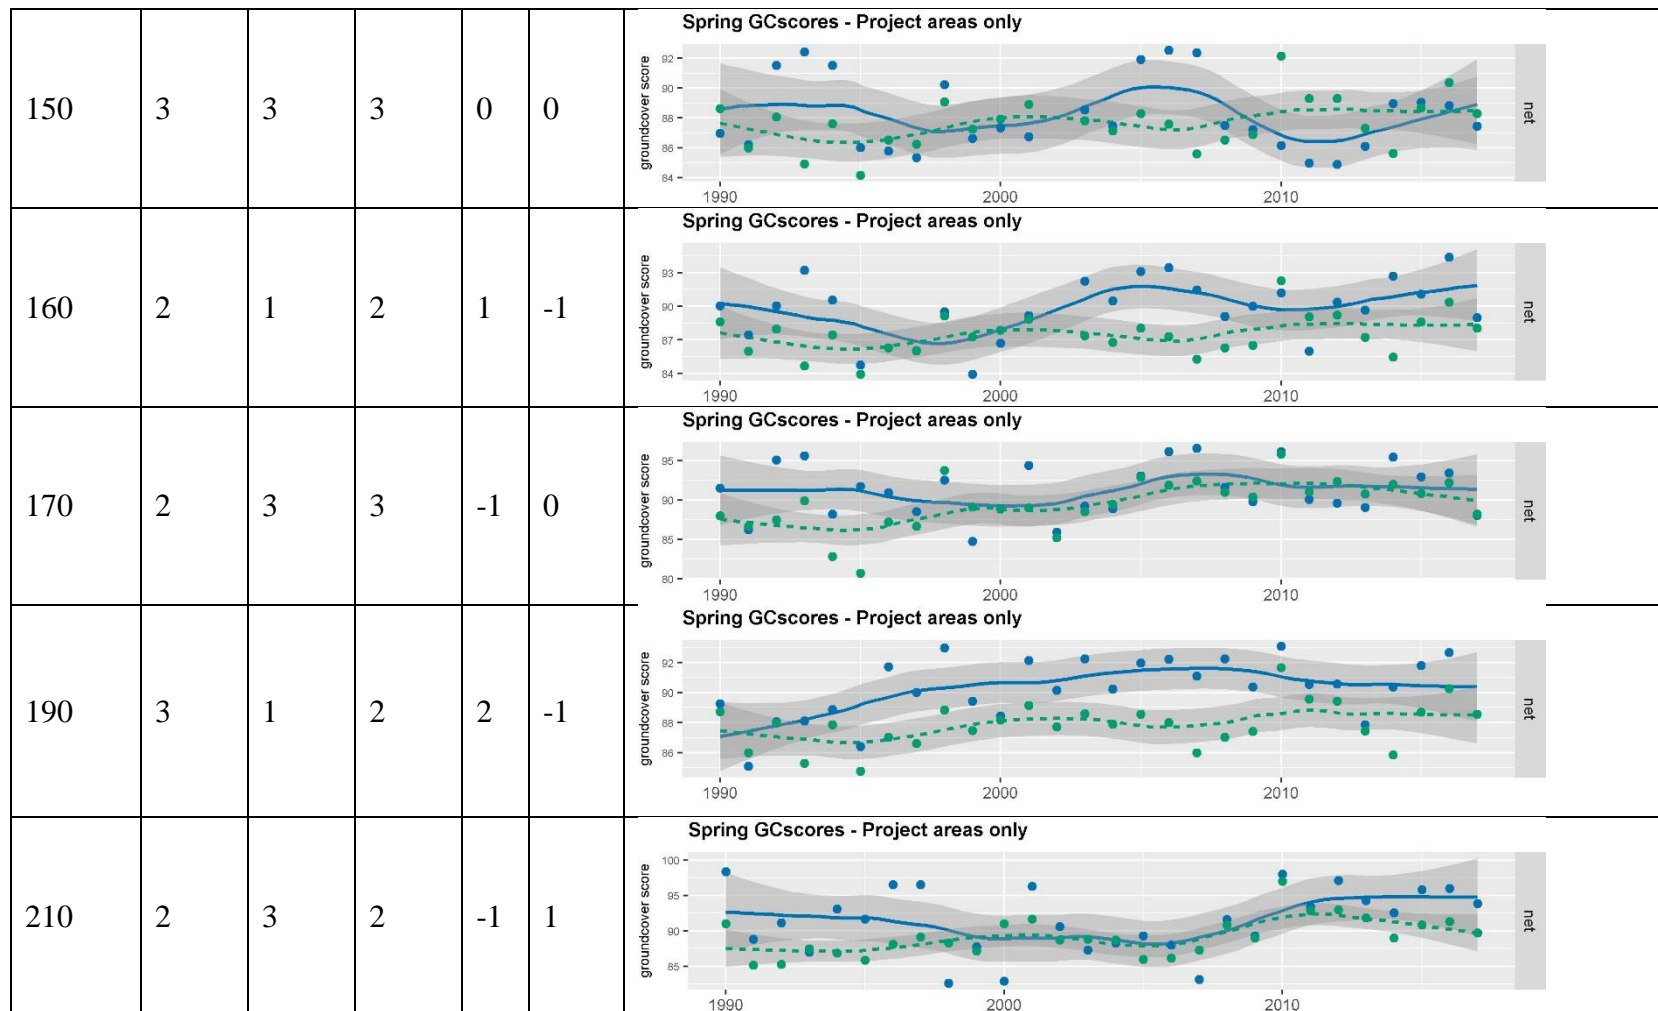 Spring GCscores - Project areas only
150 3 3 3 0 0
groundcover score
92
90
88
86
84
1990 2000 2010
net
Spring GCscores - Project areas only
160 2 1 2 1 -1
groundcover score
93
90
87
84
1990 2000 2010
net
Spring GCscores - Project areas only
170 2 3 3 -1 0
groundcover score
95
90
85
80
1990 2000 2010
net
Spring GCscores - Project areas only
190 3 1 2 2 -1
groundcover score
92
90
88
86
1990 2000 2010
net
Spring GCscores - Project areas only
210 2 3 2 -1 1
groundcover score
100
95
90
85
1990 2000 2010
net